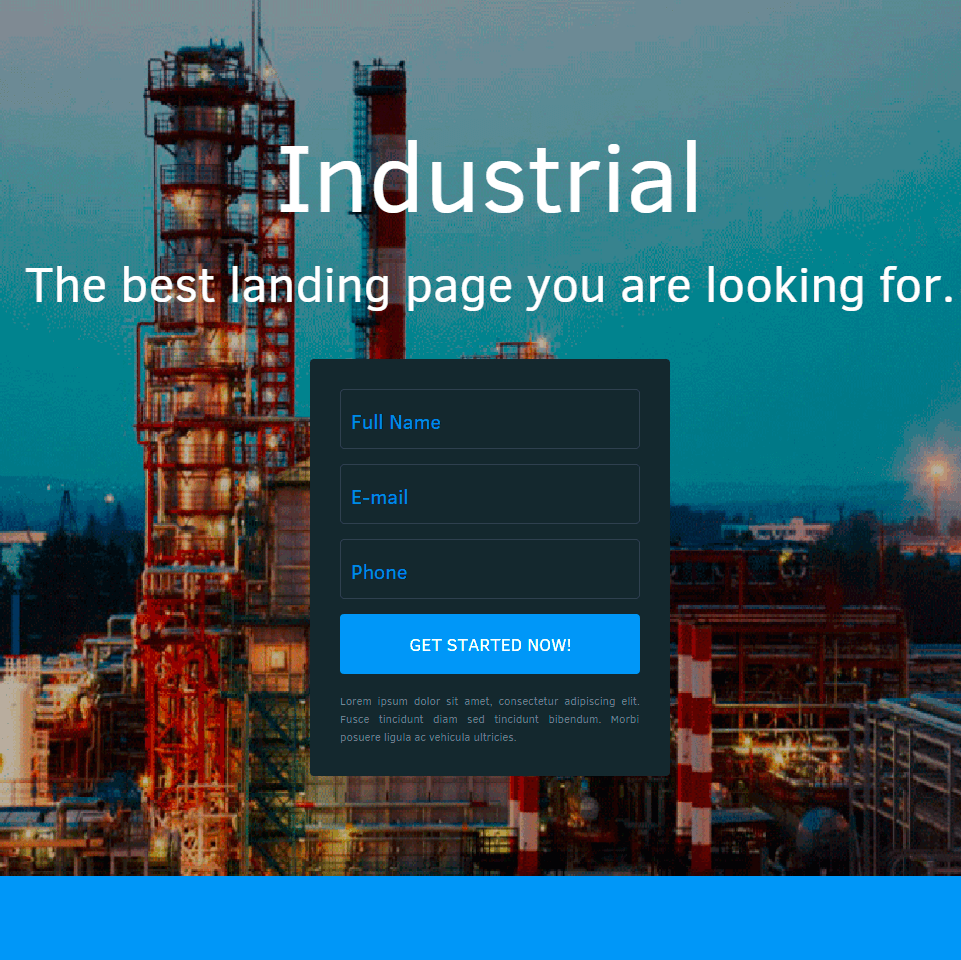 Industrial
The best landing page you are looking for.
Full Name
E-mail
Phone
GET STARTED NOW!
Lorem ipsum dolor sit amet, consectetur adipiscing elit.
Fusce tincidunt diam sed tincidunt bibendum. Morbi
posuere ligula ac vehicula ultricies.